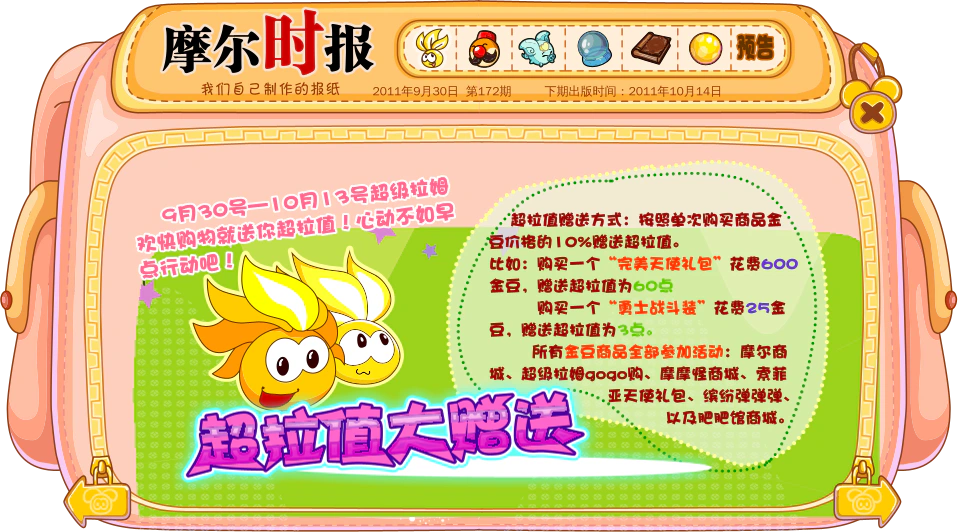 摩尔时报
预告
我们自己制作的报纸
2011年9月30日 第172期
下期出版时间：2011年10月14日
9月30号—10月13号超级拉姆
欢快购物就送你超拉值！心动不如早
点行动吧！
超拉值大赠送
超拉值赠送方式：按照单次购买商品金
豆价格的10%赠送超拉值。
比如：购买一个“完美天使礼包”花费600
金豆，赠送超拉值为60点
购买一个“勇士战斗装”花费25金
豆，赠送超拉值为3点。
所有金豆商品全部参加活动：摩尔商
城、超级拉姆gogo购、摩摩怪商城、索菲
亚天使礼包、缤纷弹弹弹、
以及肥肥馆商城。